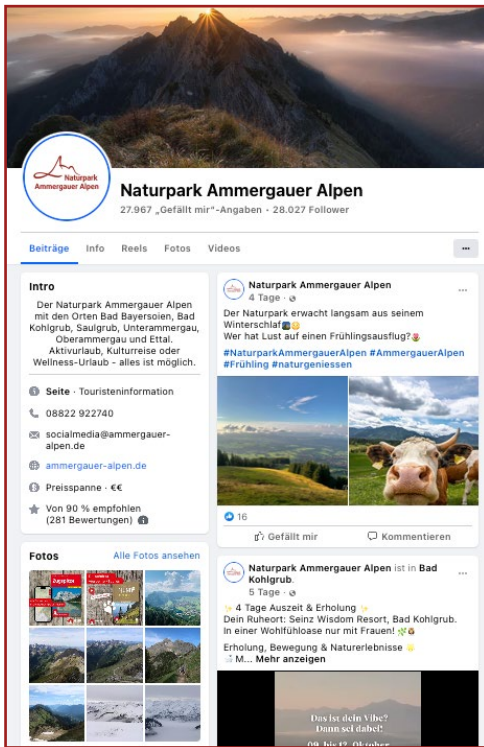 Naturpark
Ammergauer Alpen
Naturpark Ammergauer Alpen
27.967 „Gefällt mir“-Angaben · 28.027 Follower
Beiträge Info Reels Fotos Videos
Intro
Der Naturpark Ammergauer Alpen
mit den Orten Bad Bayersoien, Bad
Kohlgrub, Saulgrub, Unterammergau,
Oberammergau und Ettal.
Aktivurlaub, Kulturreise oder
Wellness-Urlaub - alles ist möglich.
Seite · Touristeninformation
08822 922740
socialmedia@ammergauer-
alpen.de
ammergauer-alpen.de
Preisspanne · €€
Von 90 % empfohlen
(281 Bewertungen)
Fotos Alle Fotos ansehen
Naturpark Ammergauer Alpen
4 Tage ·
Der Naturpark erwacht langsam aus seinem
Winterschlaf
Wer hat Lust auf einen Frühlingsausflug?
#NaturparkAmmergauerAlpen #AmmergauerAlpen
#Frühling #naturgeniessen
16
Gefällt mir Kommentieren
Naturpark Ammergauer Alpen ist in Bad
Kohlgrub.
5 Tage ·
4 Tage Auszeit & Erholung
Dein Ruheort: Seinz Wisdom Resort, Bad Kohlgrub.
In einer Wohlfühloase nur mit Frauen!
Erholung, Bewegung & Naturerlebnisse
M... Mehr anzeigen
Das ist dein Vibe?
Dann sei dabei!
09. bis 12. Oktober